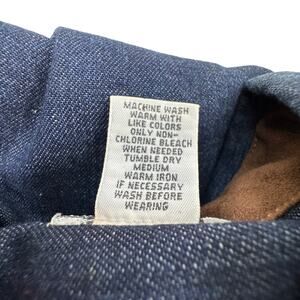 MACHINE WASH
WARM WITH
LIKE COLORS
ONLY NON-
CHLORINE BLEACH
WHEN NEEDED
TUMBLE DRY
MEDIUM
WARM IRON
IF NECESSARY
WASH BEFORE
WEARING